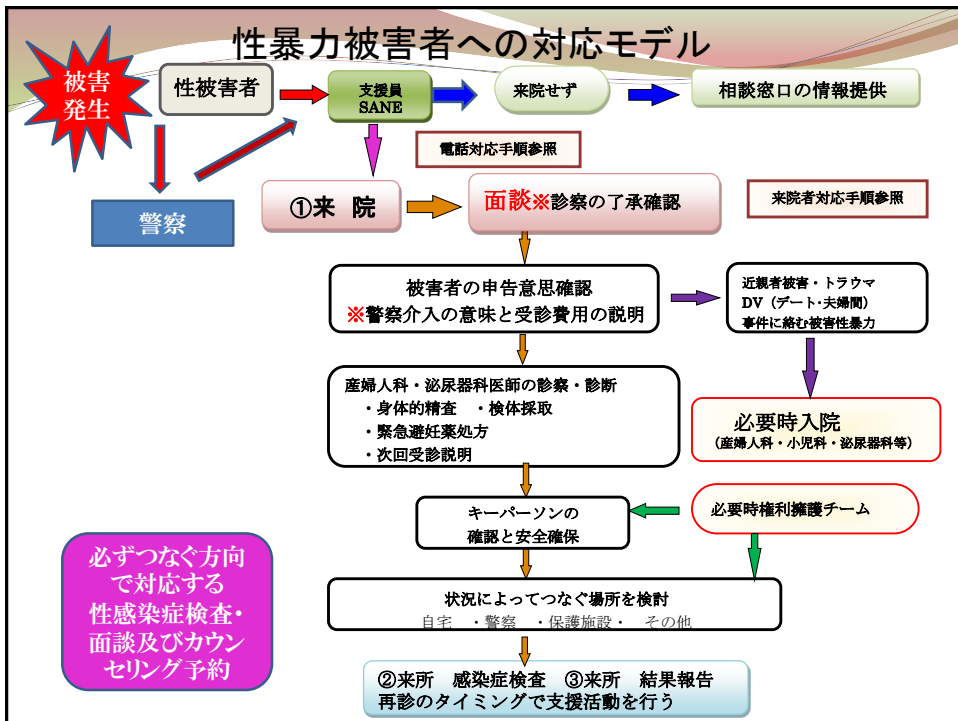 性暴力被害者への対応モデル
被害
発生
性被害者
支援員
SANE
来院せず
相談窓口の情報提供
電話対応手順参照
警察
①来 院
面談※診察の了承確認
来院者対応手順参照
被害者の申告意思確認
※警察介入の意味と受診費用の説明
近親者被害・トラウマ
DV（デート・夫婦間）
事件に絡む被害性暴力
産婦人科・泌尿器科医師の診察・診断
・身体的精査 ・検体採取
・緊急避妊薬処方
・次回受診説明
必要時入院
（産婦人科・小児科・泌尿器科等）
キーパーソンの
確認と安全確保
必要時権利擁護チーム
必ずつなぐ方向
で対応する
性感染症検査・
面談及びカウン
セリング予約
状況によってつなぐ場所を検討
自宅 ・警察 ・保護施設・ その他
②来所 感染症検査 ③来所 結果報告
再診のタイミングで支援活動を行う